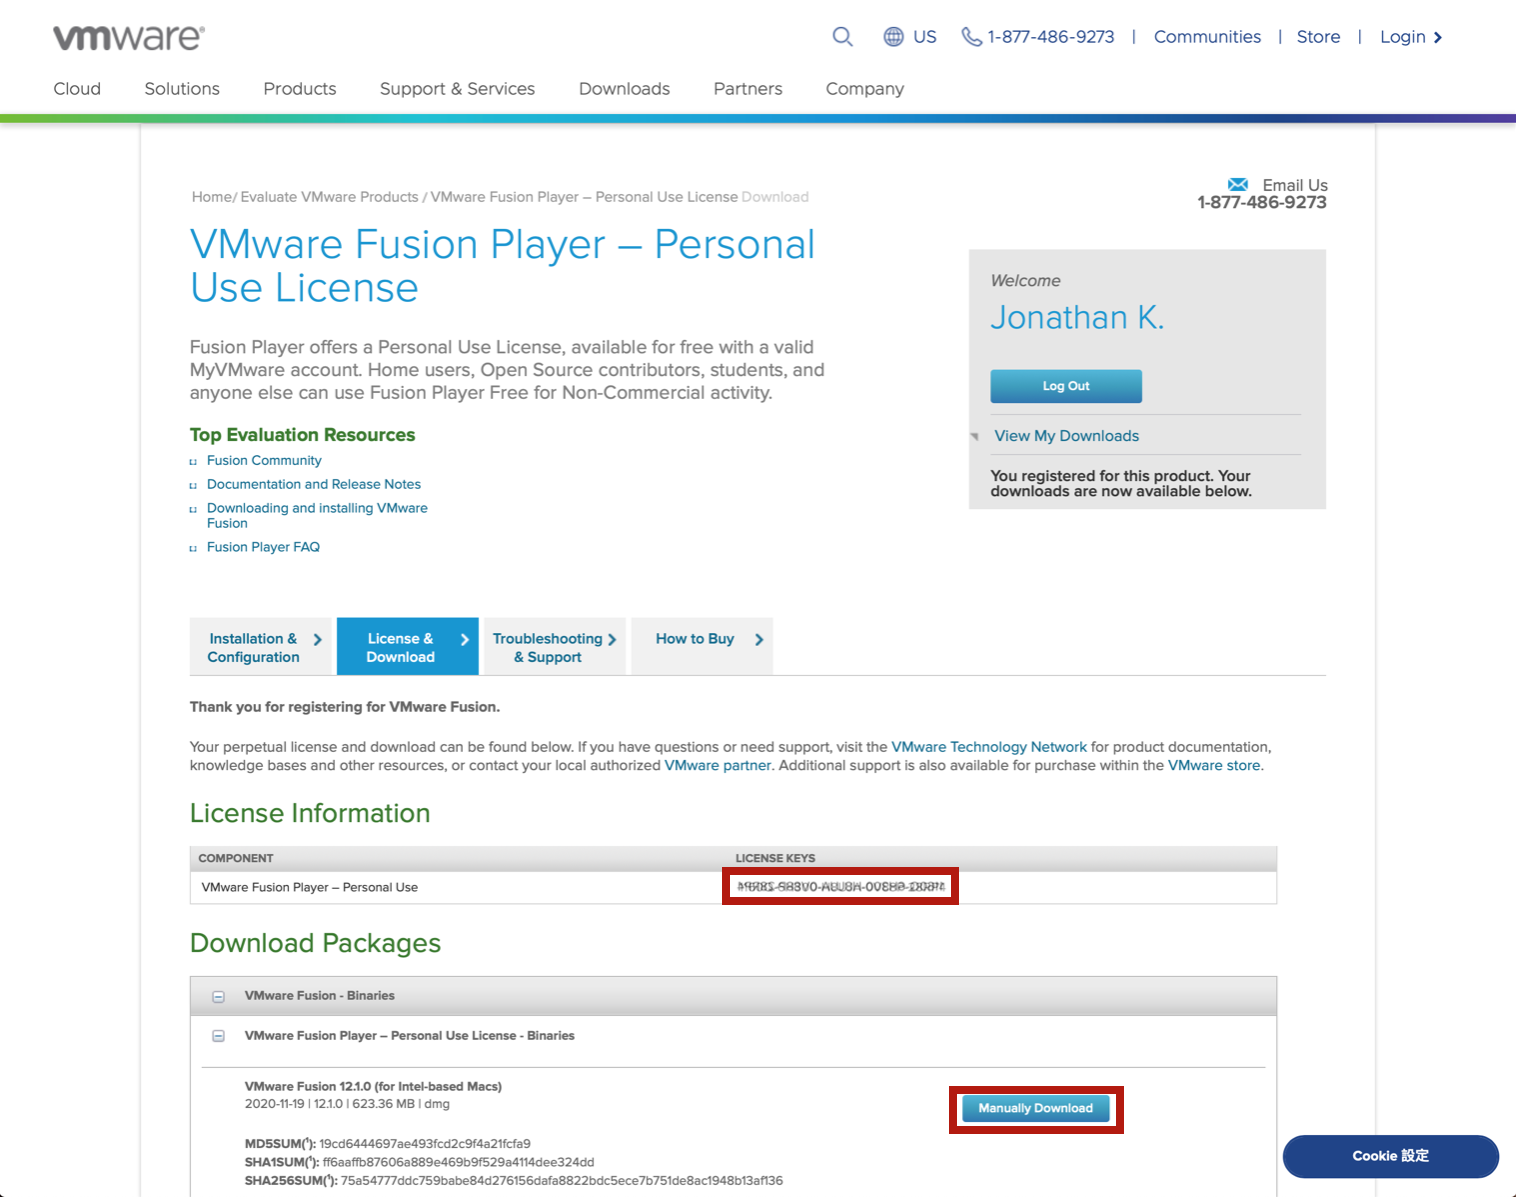 vmware®
US
1-877-486-9273
|
Communities
|
Store
|
Login
Cloud
Solutions
Products
Support & Services
Downloads
Partners
Company
Home/ Evaluate VMware Products / VMware Fusion Player – Personal Use License Download
Email Us
1-877-486-9273
VMware Fusion Player – Personal
Use License
Fusion Player offers a Personal Use License, available for free with a valid
MyVMware account. Home users, Open Source contributors, students, and
anyone else can use Fusion Player Free for Non-Commercial activity.
Welcome
Jonathan K.
Log Out
View My Downloads
You registered for this product. Your
downloads are now available below.
Top Evaluation Resources
Fusion Community
Documentation and Release Notes
Downloading and installing VMware
Fusion
Fusion Player FAQ
Installation &
Configuration
License &
Download
Troubleshooting
& Support
How to Buy
Thank you for registering for VMware Fusion.
Your perpetual license and download can be found below. If you have questions or need support, visit the VMware Technology Network for product documentation,
knowledge bases and other resources, or contact your local authorized VMware partner. Additional support is also available for purchase within the VMware store.
License Information
COMPONENT
LICENSE KEYS
VMware Fusion Player – Personal Use
Download Packages
VMware Fusion - Binaries
VMware Fusion Player – Personal Use License - Binaries
VMware Fusion 12.1.0 (for Intel-based Macs)
2020-11-19 | 12.1.0 | 623.36 MB | dmg
Manually Download
MD5SUM(1): 19cd6444697ae493fcd2c9f4a21fcfa9
SHA1SUM(1): ff6aaffb87606a889e469b9f529a4114dee324dd
SHA256SUM(1): 75a54777ddc759babe84d276156dafa8822bdc5ece7b751de8ac1948b13af136
Cookie 設定